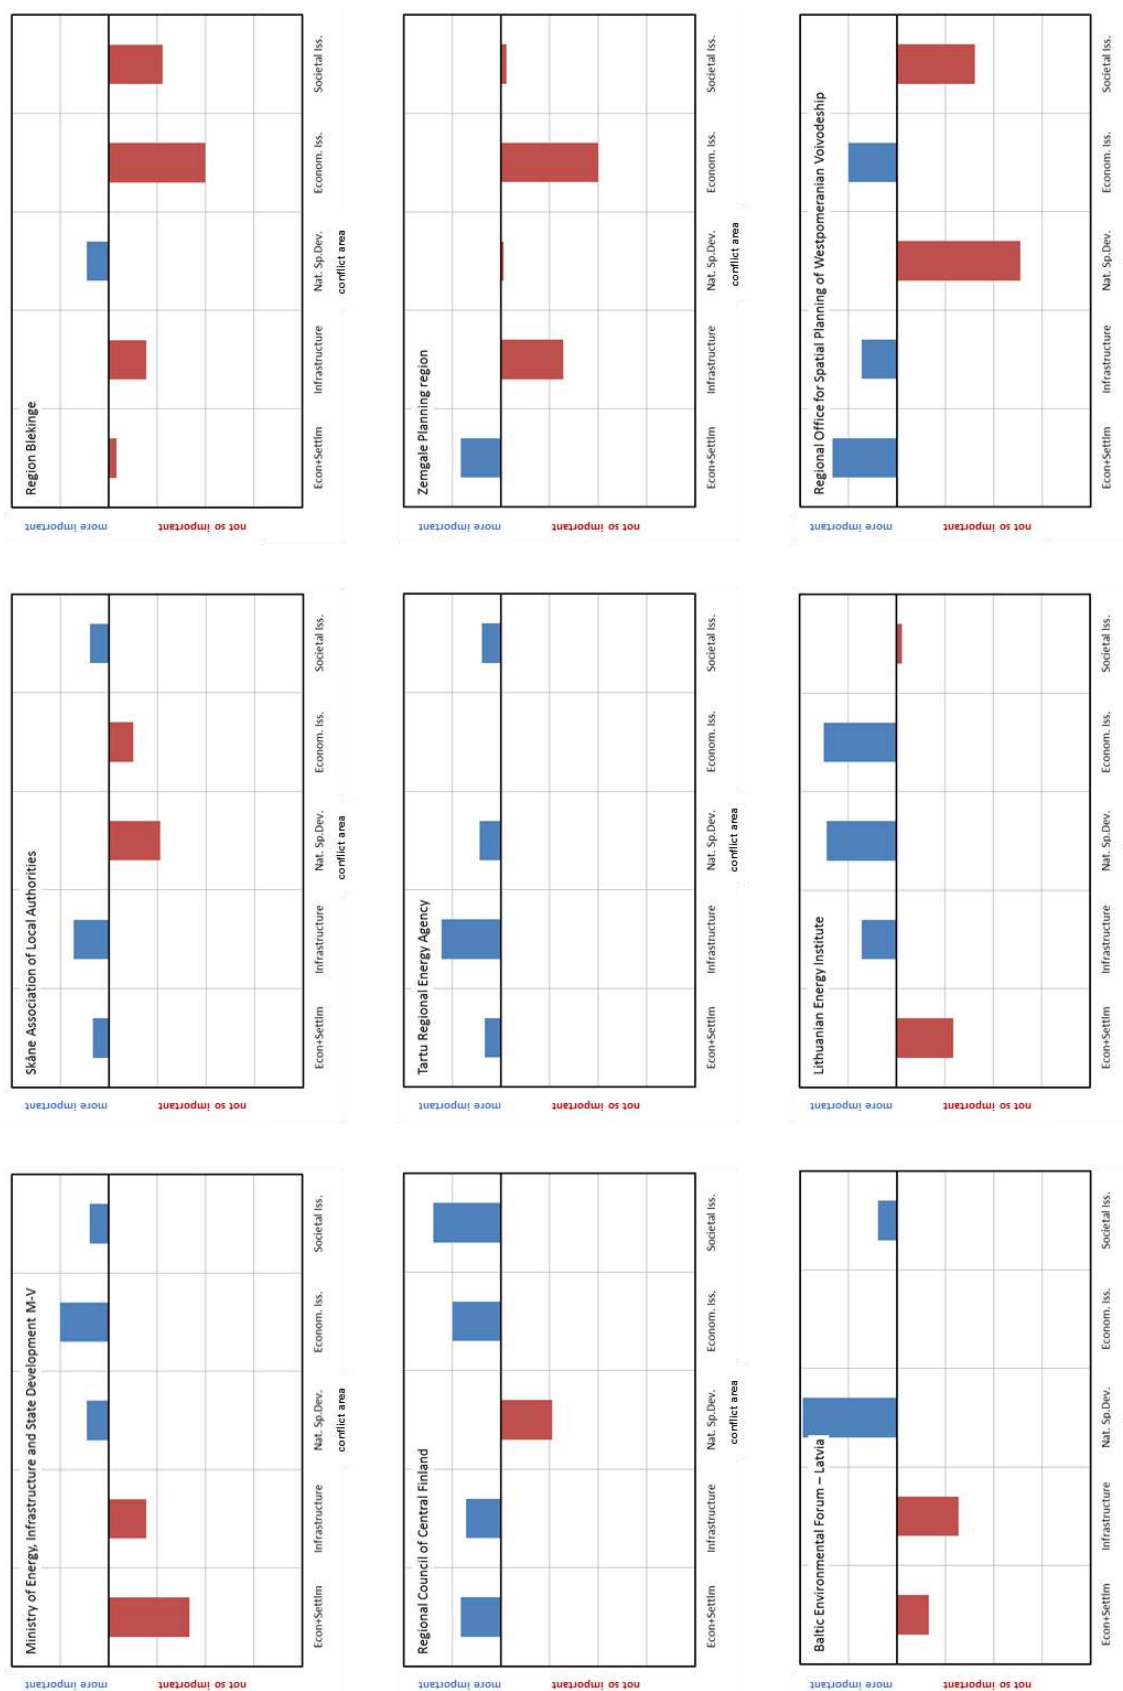 Ministry of Energy, Infrastructure and State Development M-V
more important
not so important
Econ+Settlm
Infrastructure
Nat. Sp.Dev.
Econom. Iss.
Societal Iss.
conflict area
Skåne Association of Local Authorities
more important
not so important
Econ+Settlm
Infrastructure
Nat. Sp.Dev.
Econom. Iss.
Societal Iss.
conflict area
Region Blekinge
more important
not so important
Econ+Settlm
Infrastructure
Nat. Sp.Dev.
Econom. Iss.
Societal Iss.
conflict area
Regional Council of Central Finland
more important
not so important
Econ+Settlm
Infrastructure
Nat. Sp.Dev.
Econom. Iss.
Societal Iss.
conflict area
Tartu Regional Energy Agency
more important
not so important
Econ+Settlm
Infrastructure
Nat. Sp.Dev.
Econom. Iss.
Societal Iss.
conflict area
Zemgale Planning region
more important
not so important
Econ+Settlm
Infrastructure
Nat. Sp.Dev.
Econom. Iss.
Societal Iss.
conflict area
Baltic Environmental Forum – Latvia
more important
not so important
Econ+Settlm
Infrastructure
Nat. Sp.Dev.
Econom. Iss.
Societal Iss.
Lithuanian Energy Institute
more important
not so important
Econ+Settlm
Infrastructure
Nat. Sp.Dev.
Econom. Iss.
Societal Iss.
Regional Office for Spatial Planning of Westpomeranian Voivodeship
more important
not so important
Econ+Settlm
Infrastructure
Nat. Sp.Dev.
Econom. Iss.
Societal Iss.